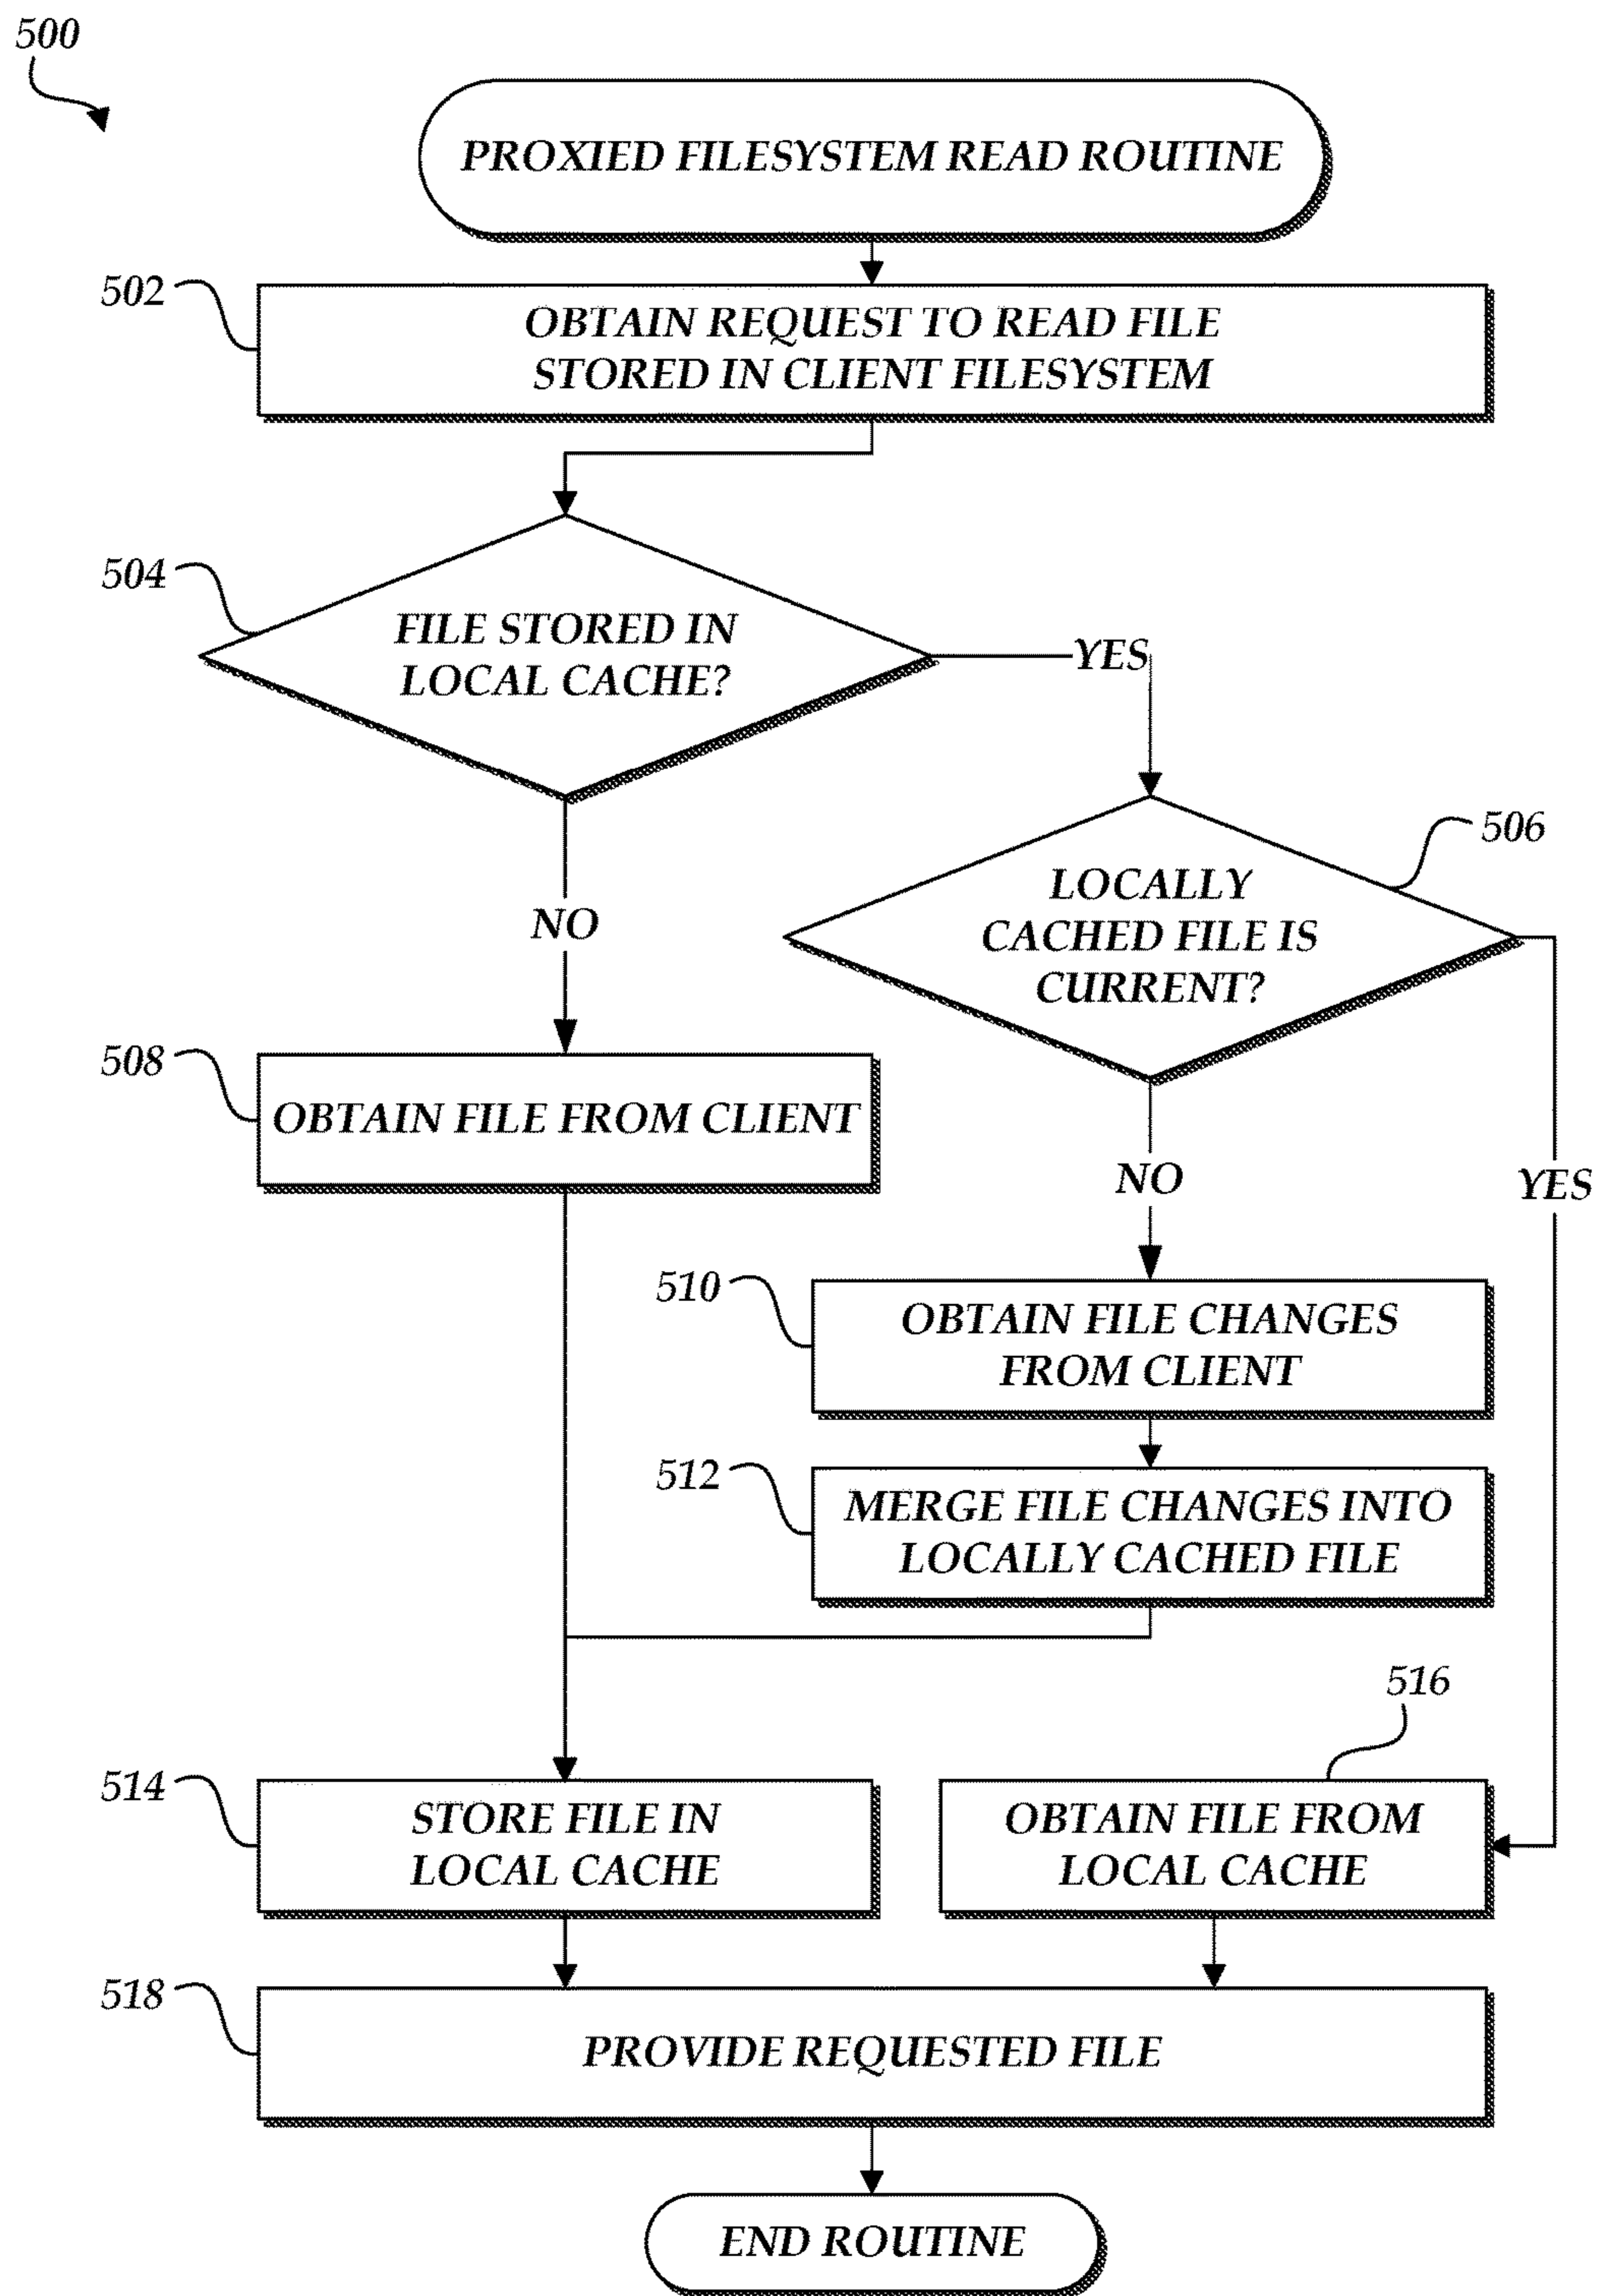 500
PROXIED FILESYSTEM READ ROUTINE
502
OBTAIN REQUEST TO READ FILE
STORED IN CLIENT FILESYSTEM
504
FILE STORED IN
LOCAL CACHE?
YES
506
LOCALLY
CACHED FILE IS
CURRENT?
NO
508
OBTAIN FILE FROM CLIENT
NO
YES
510
OBTAIN FILE CHANGES
FROM CLIENT
512
MERGE FILE CHANGES INTO
LOCALLY CACHED FILE
514
STORE FILE IN
LOCAL CACHE
516
OBTAIN FILE FROM
LOCAL CACHE
518
PROVIDE REQUESTED FILE
END ROUTINE